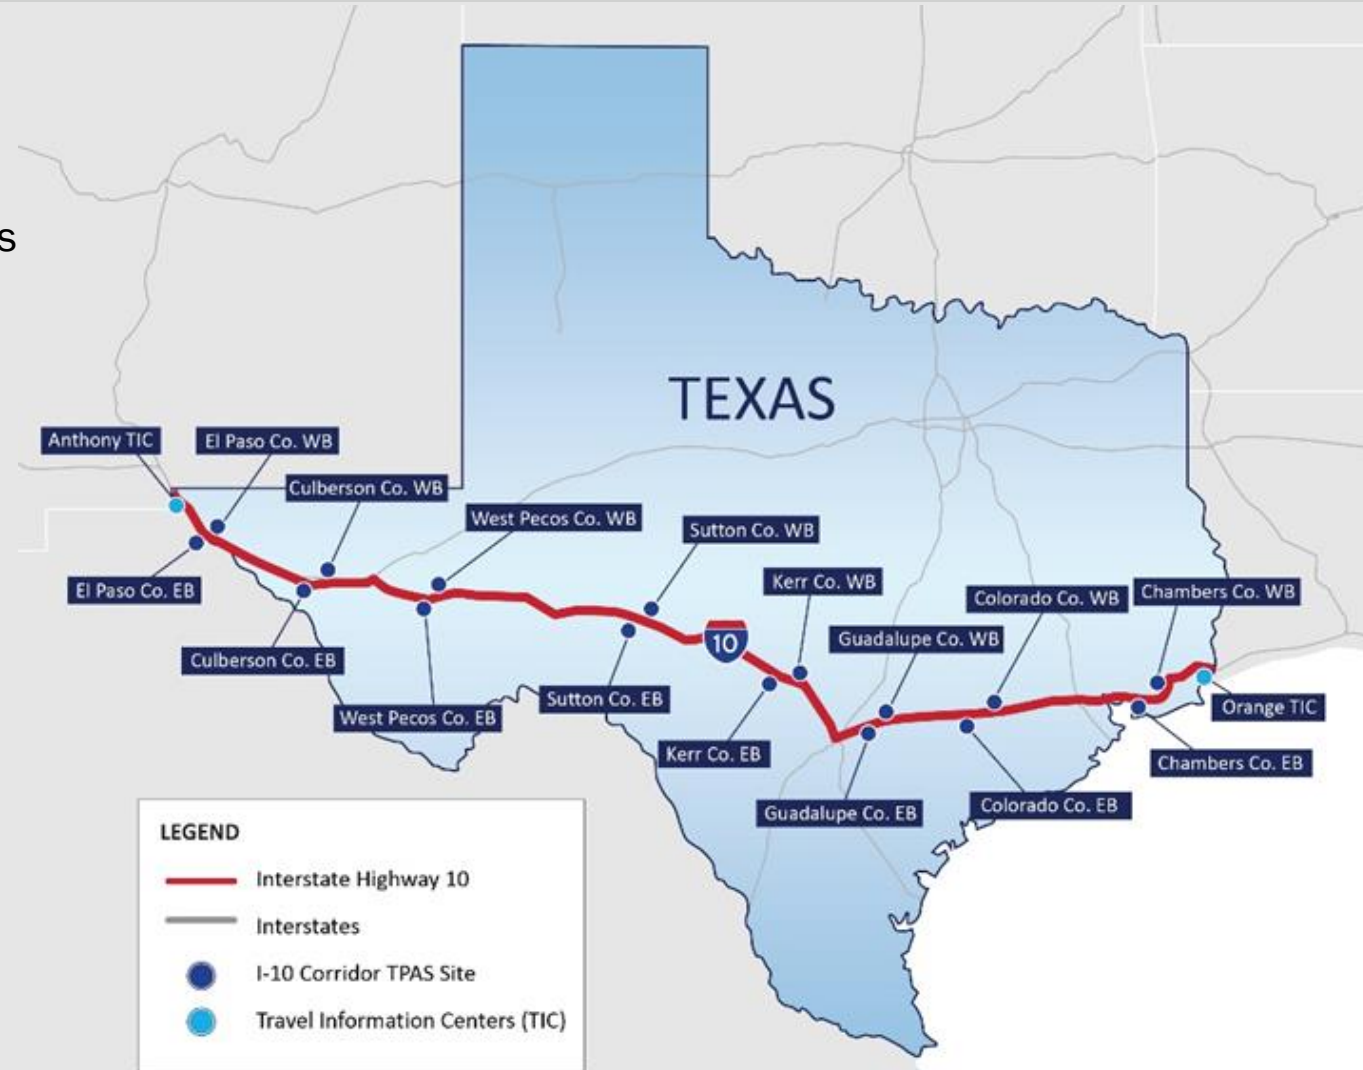 s
TEXAS
Anthony TIC
El Paso Co. WB
Culberson Co. WB
West Pecos Co. WB
Sutton Co. WB
El Paso Co. EB
Kerr Co. WB
Colorado Co. WB
Chambers Co. WB
10
Guadalupe Co. WB
Culberson Co. EB
Sutton Co. EB
Orange TIC
West Pecos Co. EB
Kerr Co. EB
Chambers Co. EB
Guadalupe Co. EB
Colorado Co. EB
LEGEND
Interstate Highway 10
Interstates
I-10 Corridor TPAS Site
Travel Information Centers (TIC)